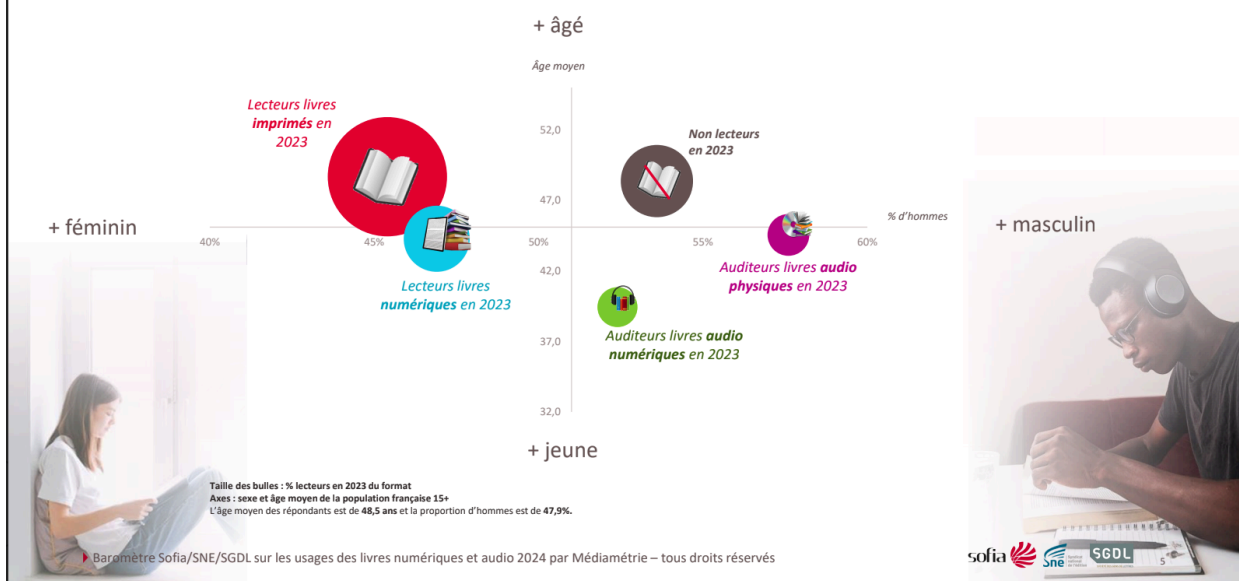 + âgé
Âge moyen
Lecteurs livres
imprimés en
2023
52,0
Non lecteurs
en 2023
47,0
% d'hommes
+ féminin
+ masculin
40%
45%
50%
55%
60%
42,0
Lecteurs livres
numériques en 2023
Auditeurs livres audio
physiques en 2023
Auditeurs livres audio
numériques en 2023
37,0
32,0
+ jeune
Taille des bulles : % lecteurs en 2023 du format
Axes : sexe et âge moyen de la population française 15+
L'âge moyen des répondants est de 48,5 ans et la proportion d'hommes est de 47,9%.
Baromètre Sofia/SNE/SGDL sur les usages des livres numériques et audio 2024 par Médiamétrie – tous droits réservés
sofia
sne
SGDL
5